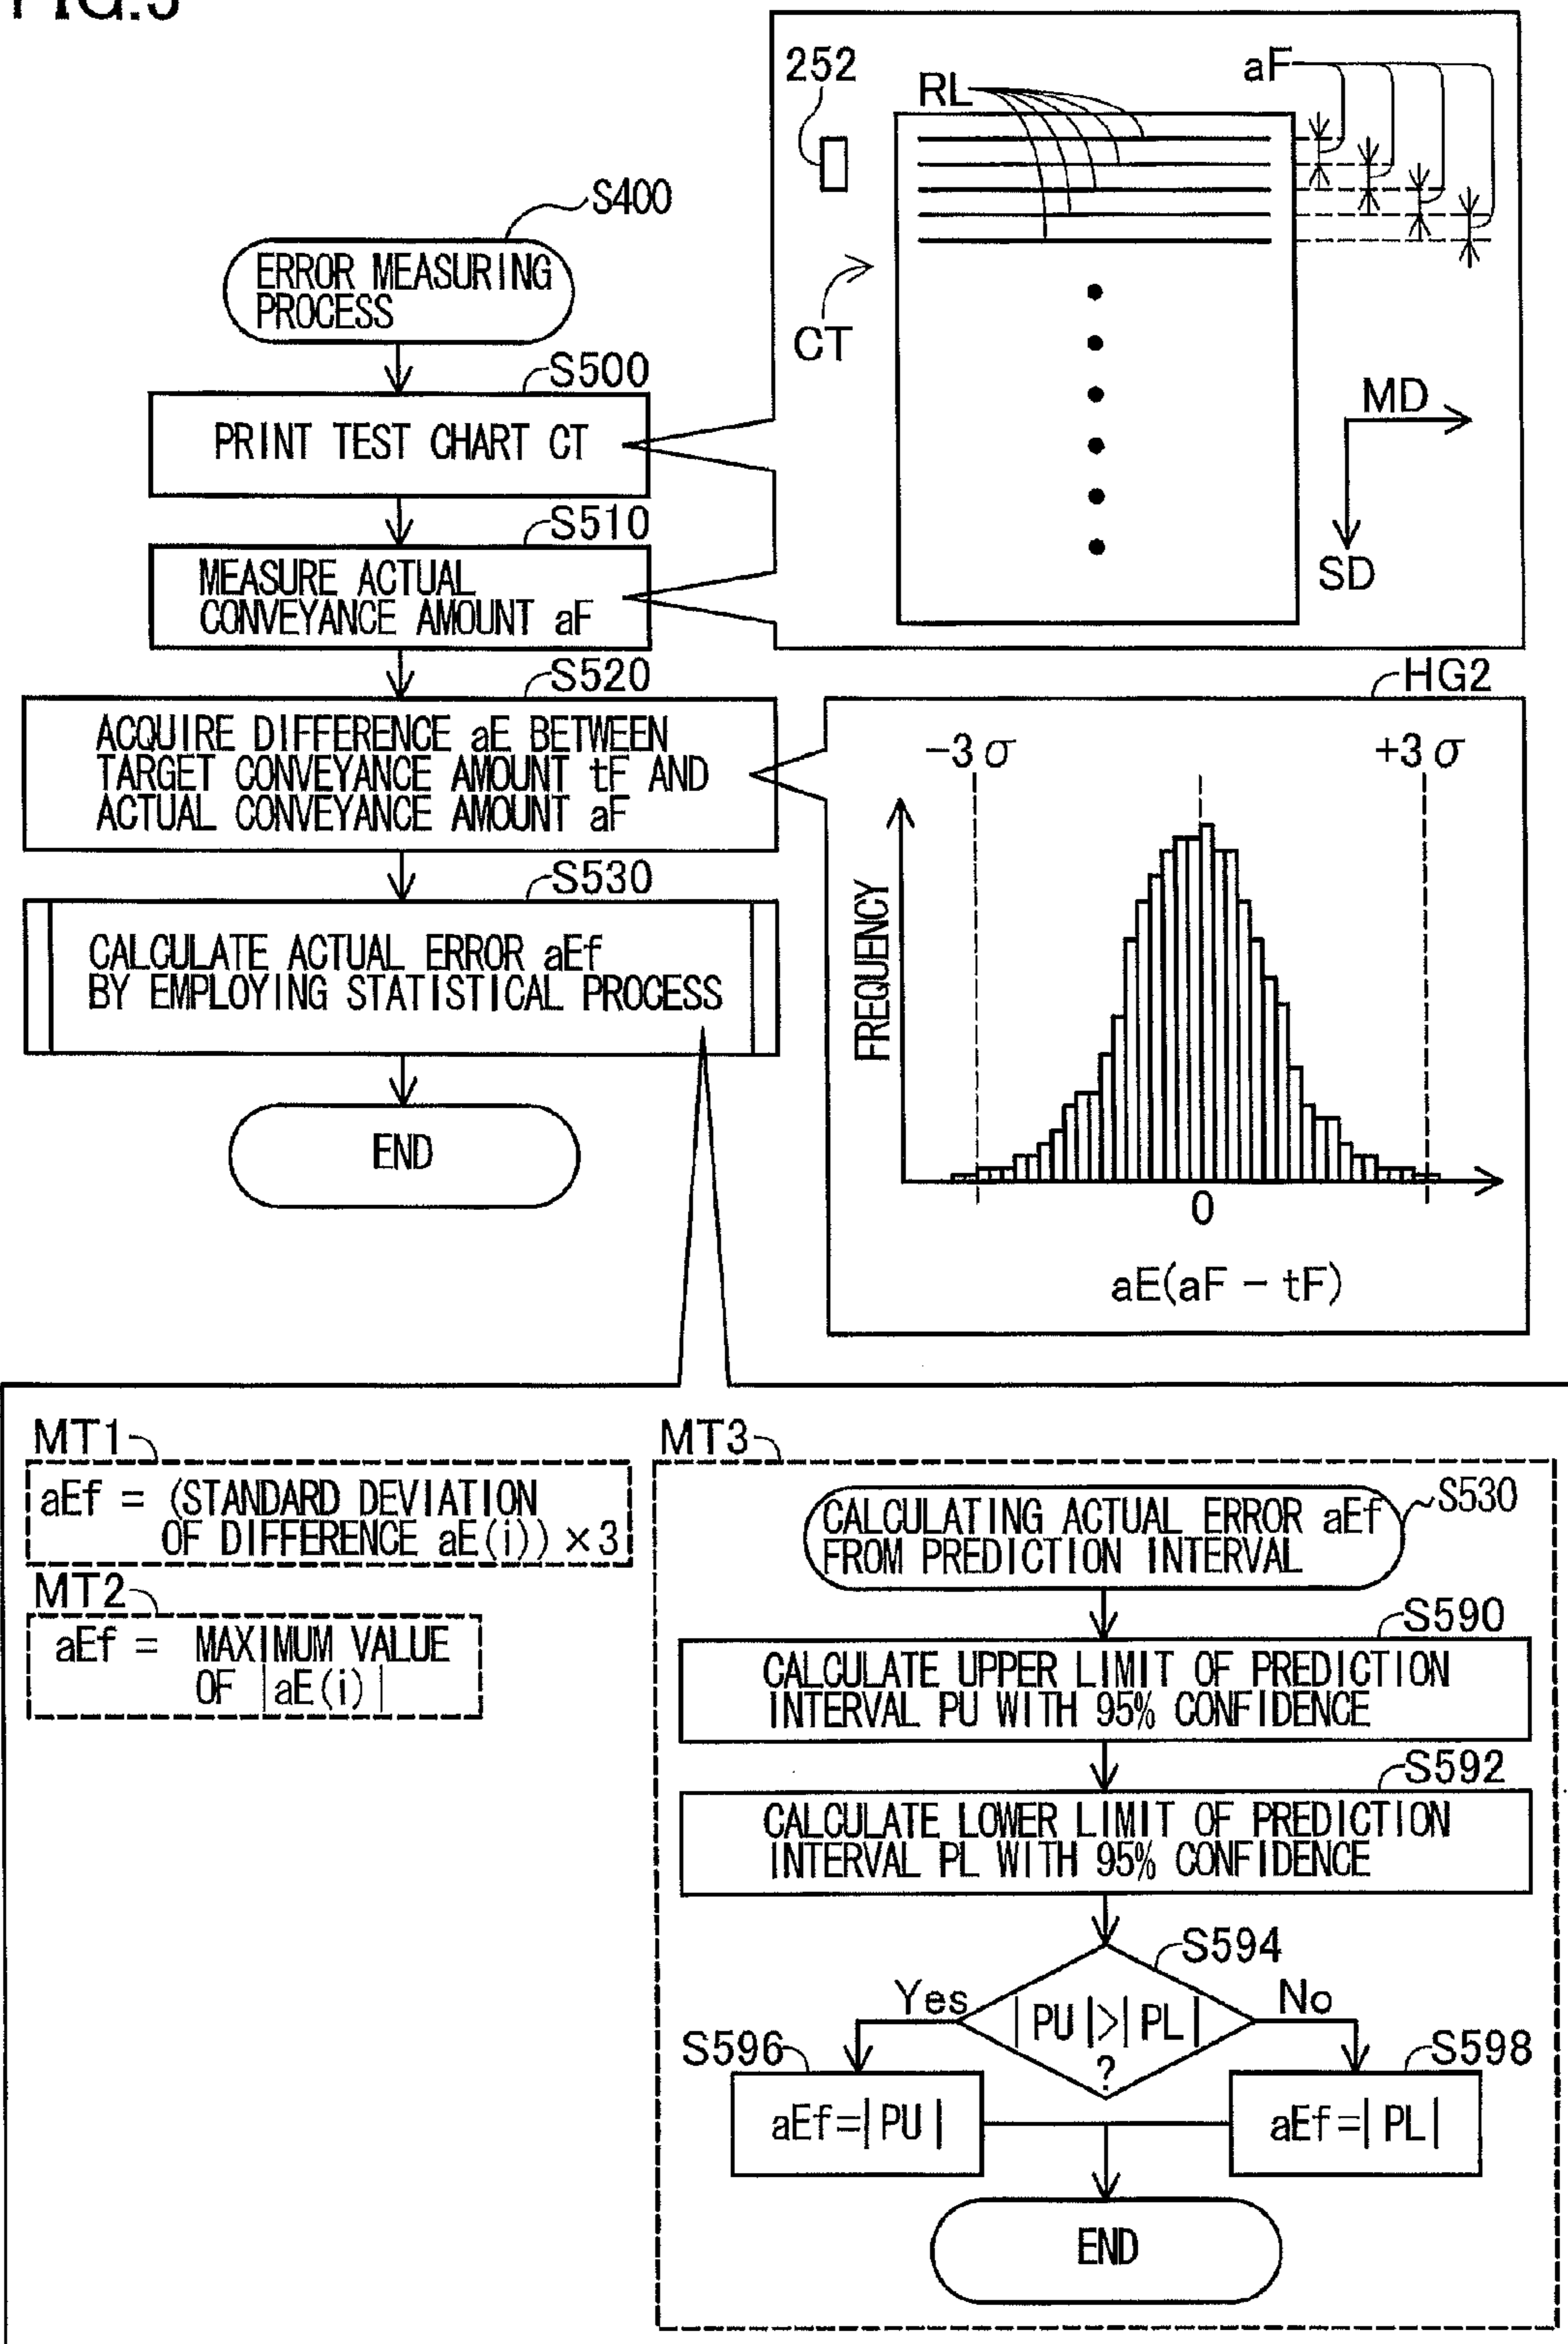 252
RL
aF
CT
MD
SD
S400
ERROR MEASURING
PROCESS
S500
PRINT TEST CHART CT
S510
MEASURE ACTUAL
CONVEYANCE AMOUNT aF
S520
ACQUIRE DIFFERENCE aE BETWEEN
TARGET CONVEYANCE AMOUNT tF AND
ACTUAL CONVEYANCE AMOUNT aF
S530
CALCULATE ACTUAL ERROR aEf
BY EMPLOYING STATISTICAL PROCESS
END
HG2
-3σ
+3σ
FREQUENCY
0
aE(aF - tF)
MT1
aEf = (STANDARD DEVIATION
OF DIFFERENCE aE(i)) ×3
MT2
aEf = MAXIMUM VALUE
OF |aE(i)|
MT3
CALCULATING ACTUAL ERROR aEf
FROM PREDICTION INTERVAL
S530
S590
CALCULATE UPPER LIMIT OF PREDICTION
INTERVAL PU WITH 95% CONFIDENCE
S592
CALCULATE LOWER LIMIT OF PREDICTION
INTERVAL PL WITH 95% CONFIDENCE
S594
Yes
|PU|>|PL|
?
No
S596
aEf=|PU|
S598
aEf=|PL|
END